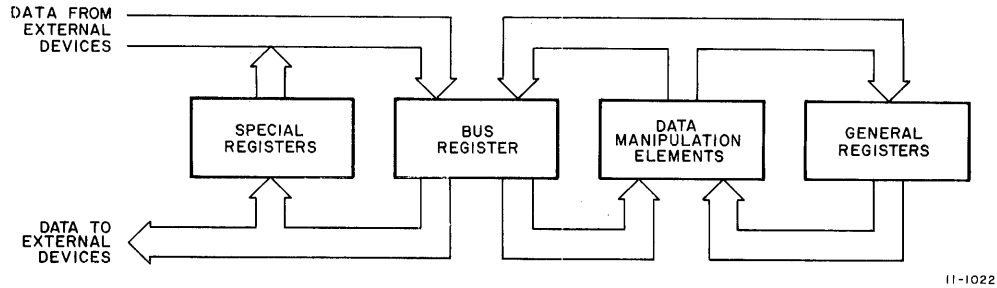 DATA FROM
EXTERNAL
DEVICES
SPECIAL
REGISTERS
BUS
REGISTER
DATA
MANIPULATION
ELEMENTS
GENERAL
REGISTERS
DATA TO
EXTERNAL
DEVICES
11-1022